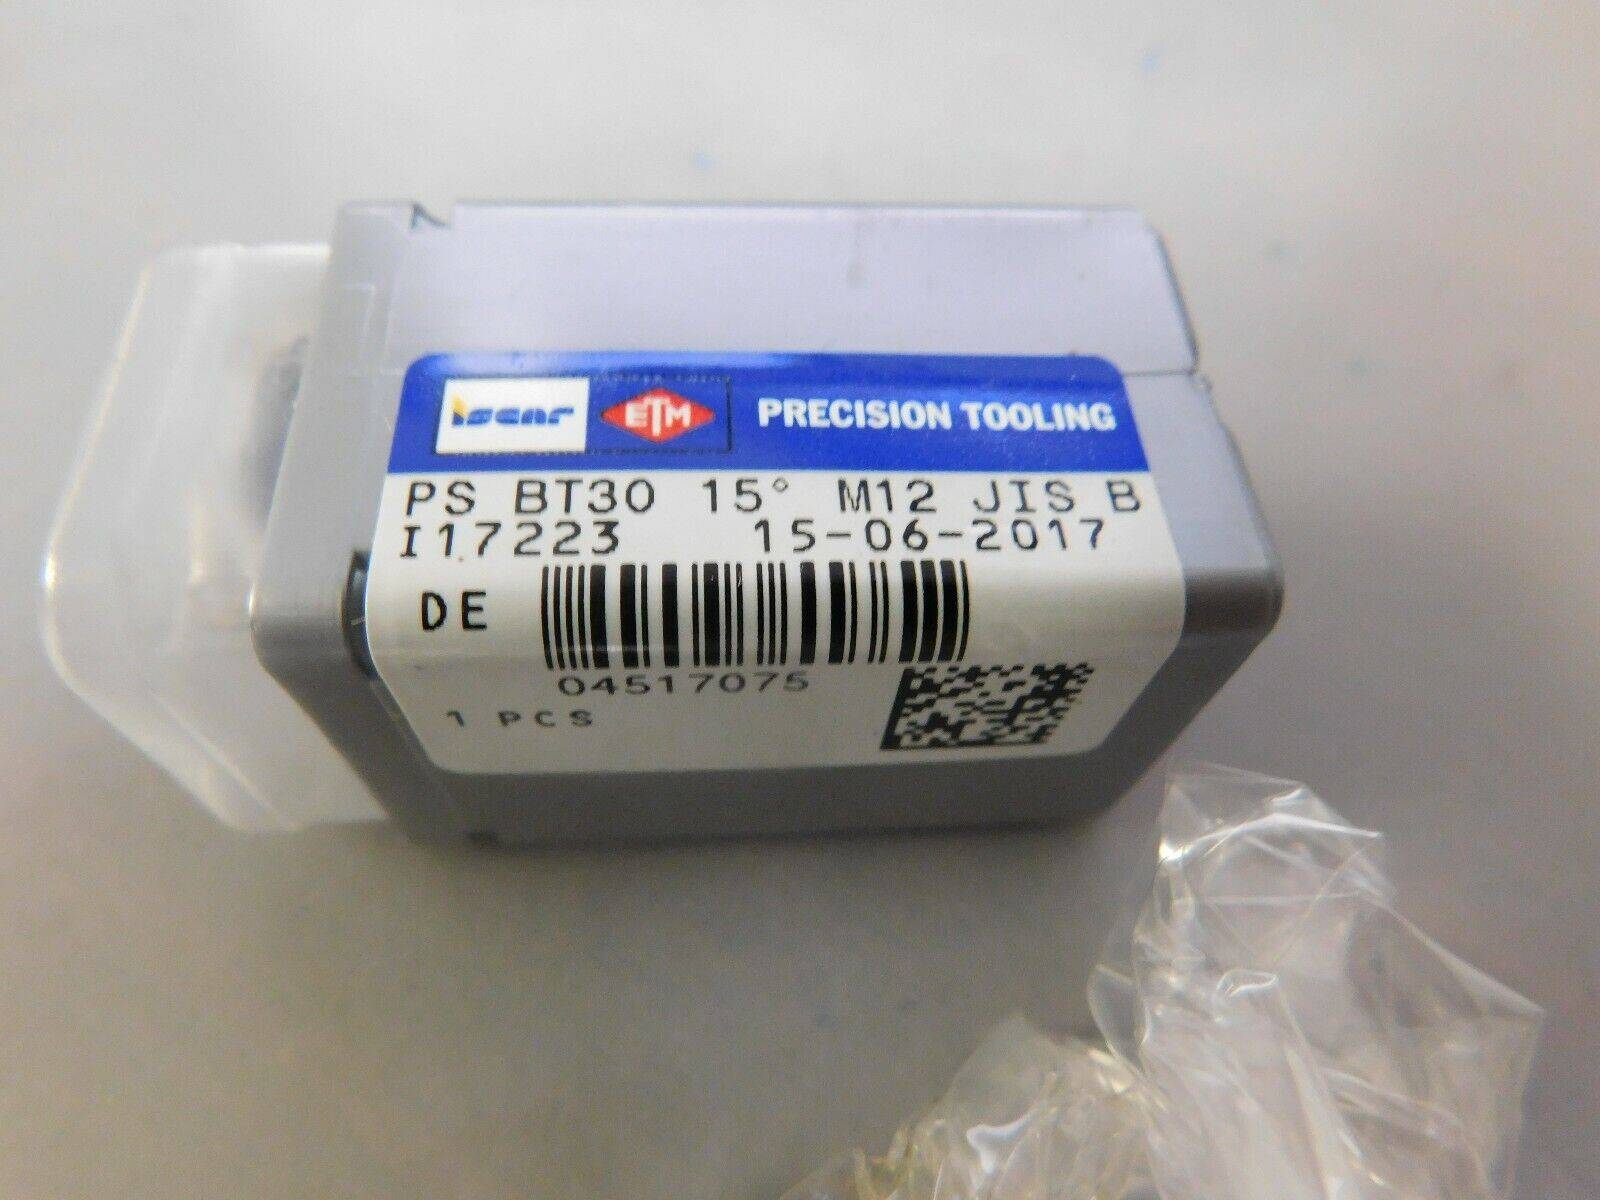 iscar ETM PRECISION TOOLING
PS BT30 15° M12 JIS B
I17223 15-06-2017
DE
04517075
1 PCS